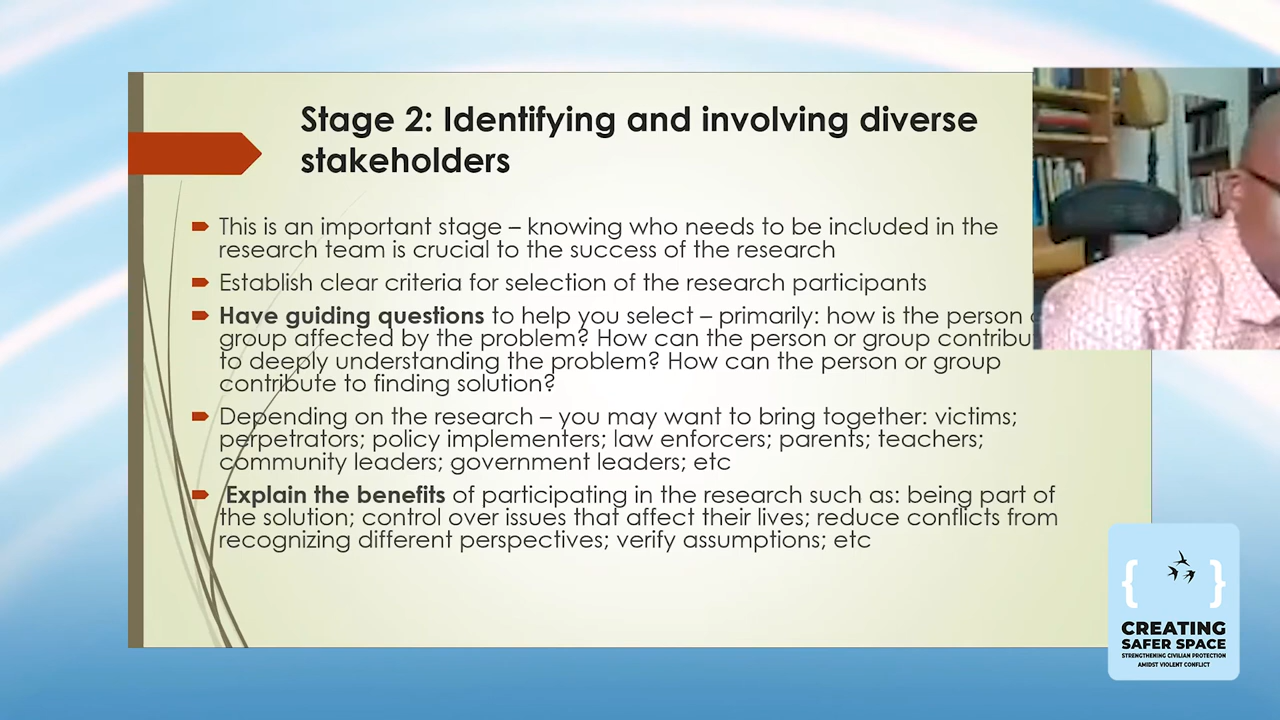 Stage 2: Identifying and involving diverse
stakeholders
This is an important stage – knowing who needs to be included in the
research team is crucial to the success of the research
Establish clear criteria for selection of the research participants
Have guiding questions to help you select – primarily: how is the person
group affected by the problem? How can the person or group contribu
to deeply understanding the problem? How can the person or group
contribute to finding solution?
Depending on the research – you may want to bring together: victims;
perpetrators; policy implementers; law enforcers; parents; teachers;
community leaders; government leaders; etc
Explain the benefits of participating in the research such as: being part of
the solution; control over issues that affect their lives; reduce conflicts from
recognizing different perspectives; verify assumptions; etc
CREATING
SAFER SPACE
STRENGTHENING CIVILIAN PROTECTION
AMIDST VIOLENT CONFLICT